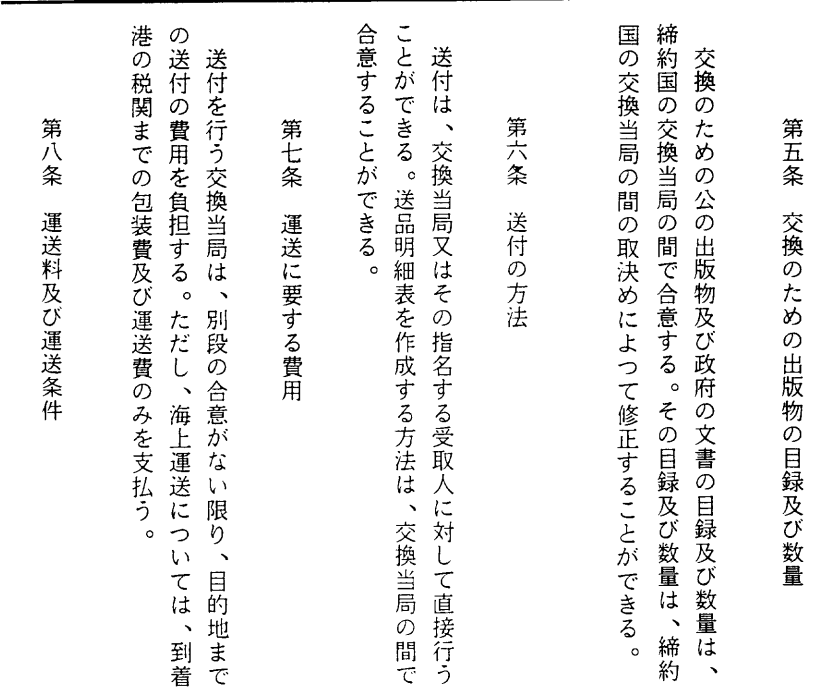 第五条　交換のための出版物の目録及び数量
交換のための公の出版物及び政府の文書の目録及び数量は、
締約国の交換当局の間で合意する。その目録及び数量は、締約
国の交換当局の間の取決めによつて修正することができる。
第六条　送付の方法
送付は、交換当局又はその指名する受取人に対して直接行う
ことができる。送品明細表を作成する方法は、交換当局の間で
合意することができる。
第七条　運送に要する費用
送付を行う交換当局は、別段の合意がない限り、目的地まで
の送付の費用を負担する。ただし、海上運送については、到着
港の税関までの包装費及び運送費のみを支払う。
第八条　運送料及び運送条件